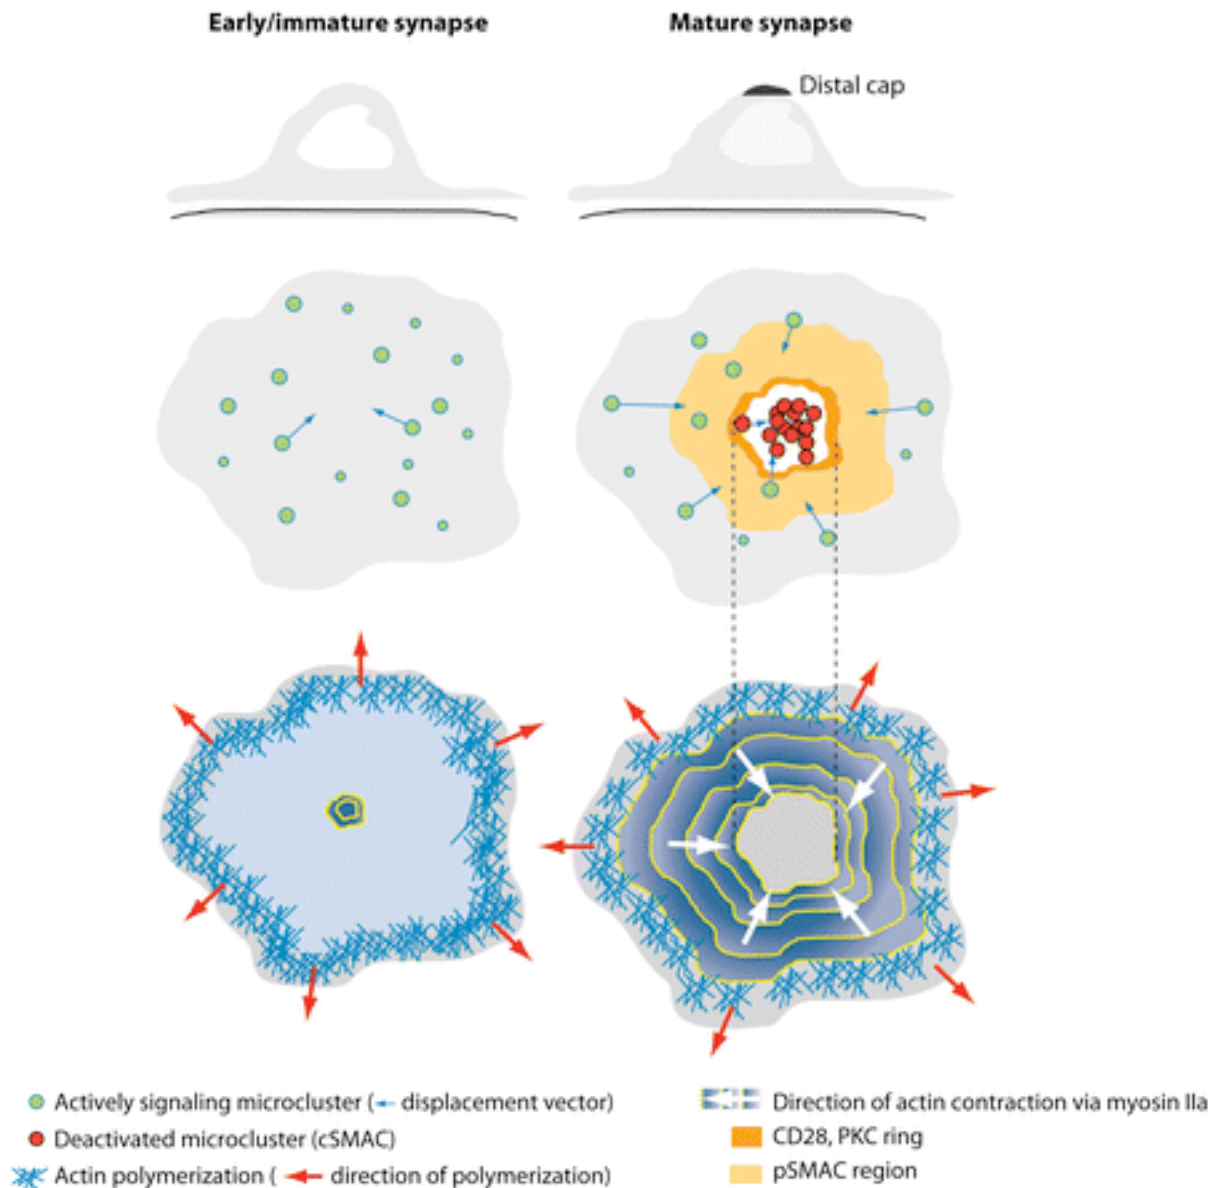 Early/immature synapse
Mature synapse
Distal cap
Actively signaling microcluster (← displacement vector)
Deactivated microcluster (cSMAC)
Actin polymerization ( ← direction of polymerization)
Direction of actin contraction via myosin IIa
CD28, PKC ring
pSMAC region